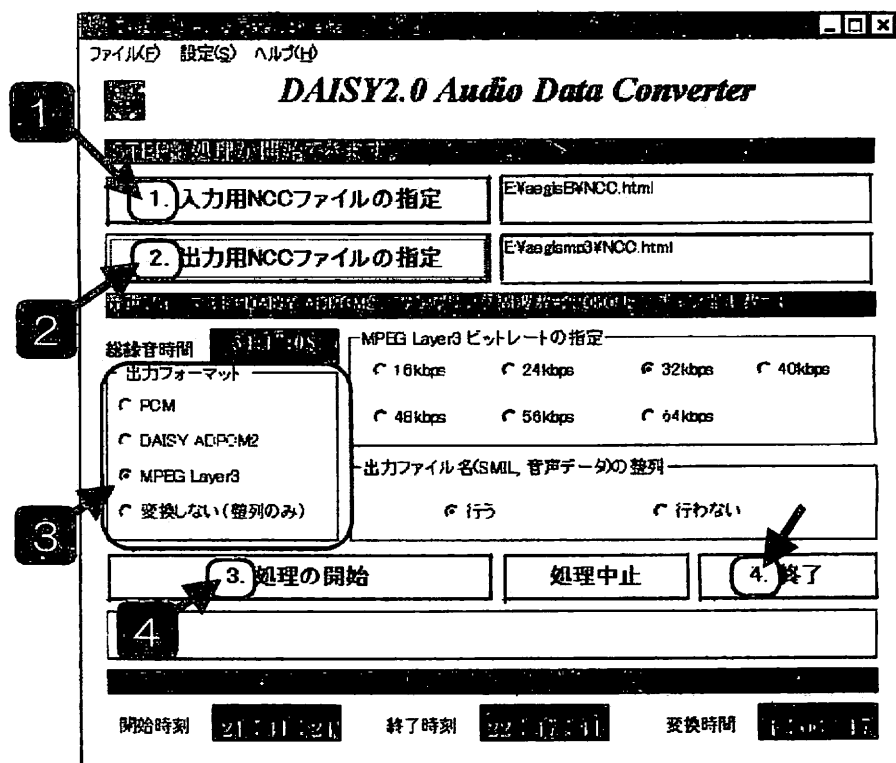 ファイル(F) 設定(S) ヘルプ(H)
DAISY2.0 Audio Data Converter
1
1. 入力用NCCファイルの指定
E:¥aegisB¥NCC.html
2. 出力用NCCファイルの指定
E:¥aegismp3¥NCC.html
2
総録音時間
MPEG Layer3 ビットレートの指定
16kbps 24kbps 32kbps 40kbps
48kbps 56kbps 64kbps
出力フォーマット
PCM
DAISY ADPCM2
MPEG Layer3
変換しない(整列のみ)
3
出力ファイル名(SMIL, 音声データ)の整列
行う 行わない
3. 処理の開始 処理中止 4. 終了
4
開始時刻 終了時刻 変換時間